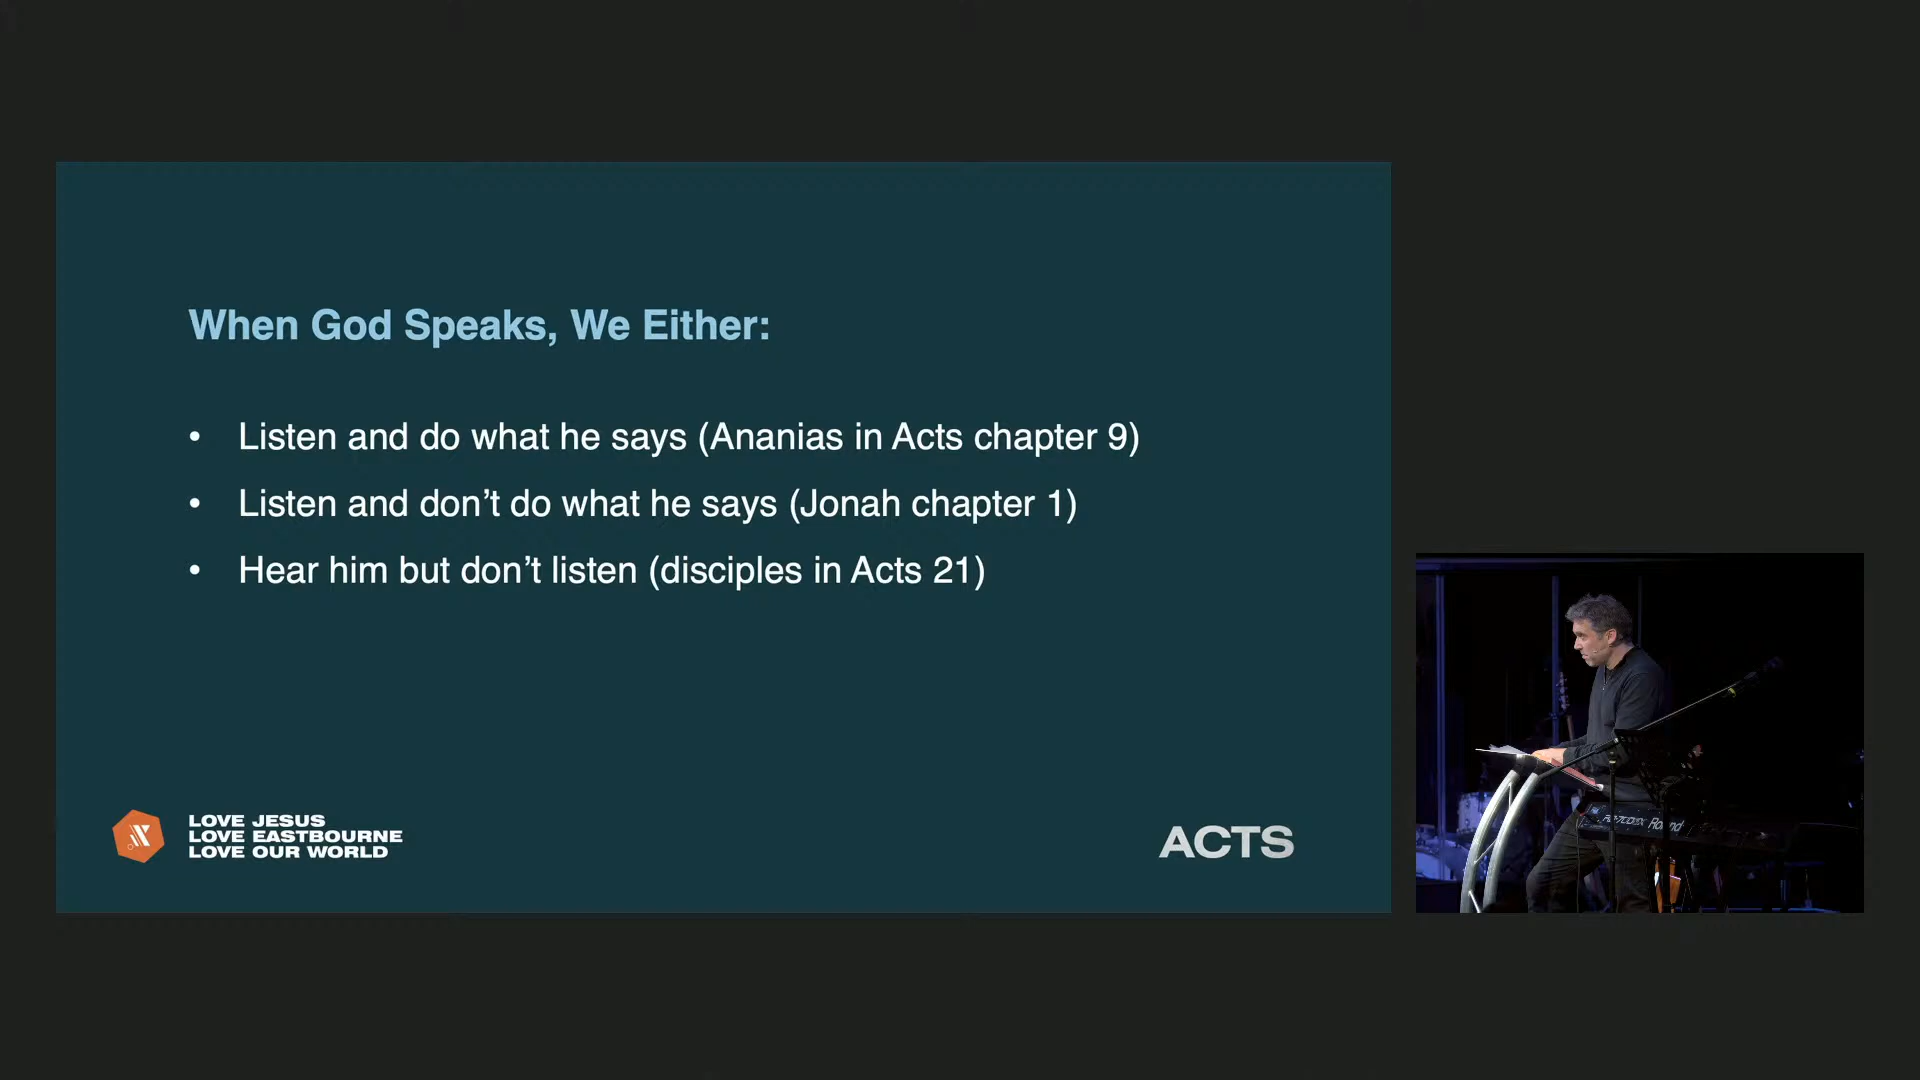 When God Speaks, We Either:
• Listen and do what he says (Ananias in Acts chapter 9)
• Listen and don’t do what he says (Jonah chapter 1)
• Hear him but don’t listen (disciples in Acts 21)
LOVE JESUS
LOVE EASTBOURNE
LOVE OUR WORLD
ACTS
Roland